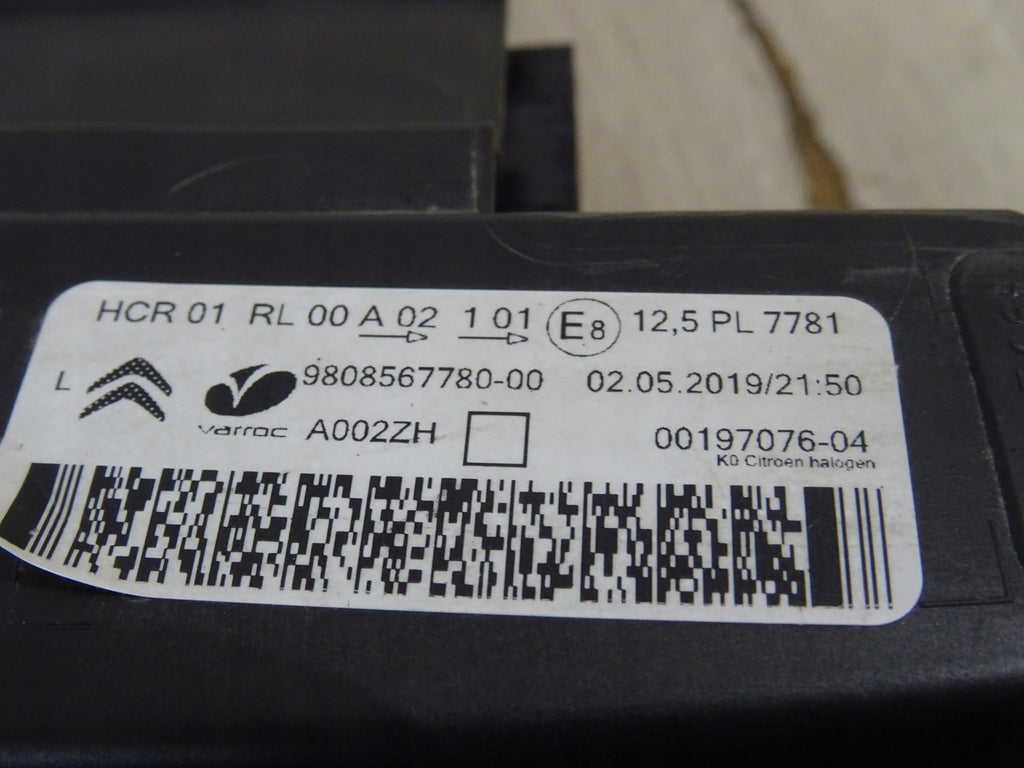 HCR 01 RL 00 A 02 1 01 E8 12,5 PL 7781
L 9808567780-00 02.05.2019/21:50
varroc A002ZH 00197076-04
K0 Citroen halogen